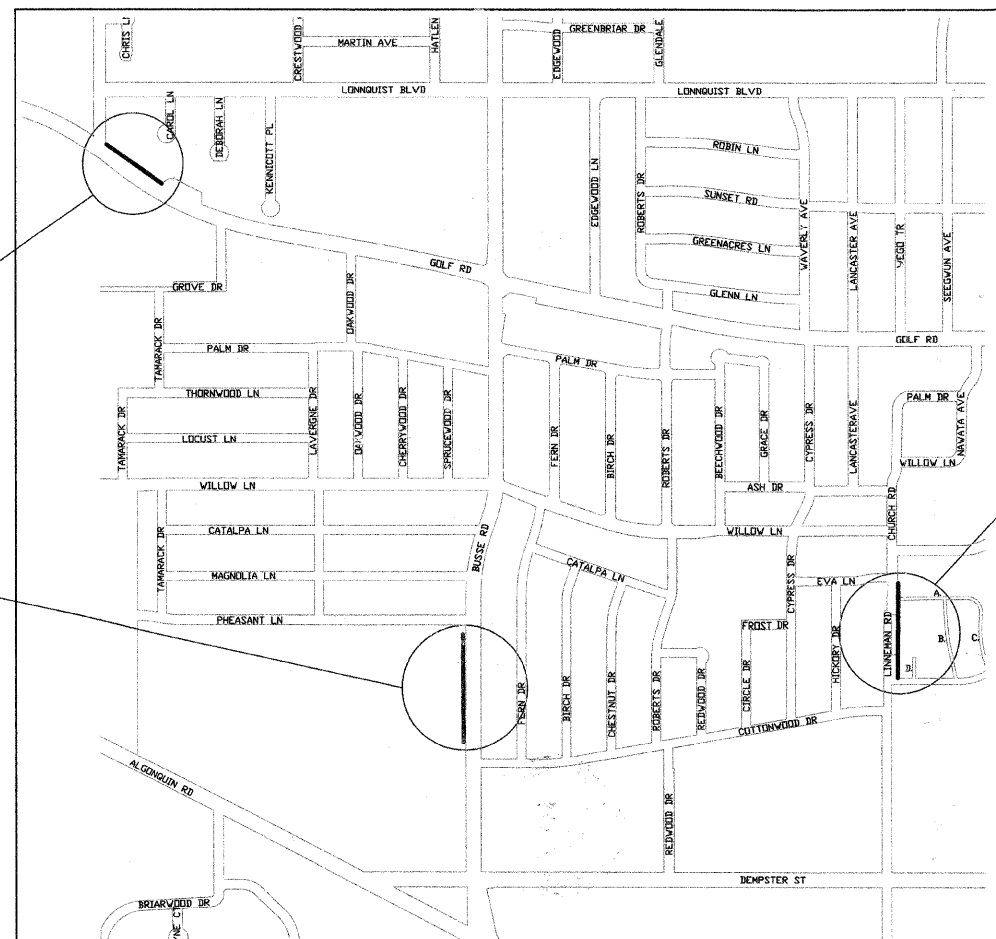 CHRIS L
CRESTWOOD
MARTIN AVE
HATLEN
EDGEWOOD
GREENBRIAR DR
GLENDALE
LONNQUIST BLVD
LONNQUIST BLVD
CAROL LN
DEBORAH LN
KENNICOTT PL
EDGEWOOD LN
ROBERTS DR
ROBIN LN
SUNSET RD
GREENACRES LN
GLENN LN
WAVERLY AVE
LANCASTER AVE
WEGO TR
SEEGWUN AVE
GOLF RD
GOLF RD
GROVE DR
OAKWOOD DR
TAMARACK DR
PALM DR
PALM DR
PALM DR
NAWATA AVE
THORNWOOD LN
LOCUST LN
TAMARACK DR
LAVERGNE DR
OAKWOOD DR
CHERRYWOOD DR
SPRUCEWOOD DR
FERN DR
BIRCH DR
ROBERTS DR
BEECHWOOD DR
GRACE DR
CYPRESS DR
LANCASTERAVE
WILLOW LN
WILLOW LN
ASH DR
CHURCH RD
CATALPA LN
TAMARACK DR
MAGNOLIA LN
BUSSE RD
WILLOW LN
CATALPA LN
CYPRESS DR
EVA LN
A.
PHEASANT LN
FROST DR
HICKORY DR
LINNEMAN RD
B.
C.
D.
FERN DR
BIRCH DR
CHESTNUT DR
ROBERTS DR
REDWOOD DR
CIRCLE DR
COTTONWOOD DR
ALGONQUIN RD
REDWOOD DR
DEMPSTER ST
BRIARWOOD DR
NE CT